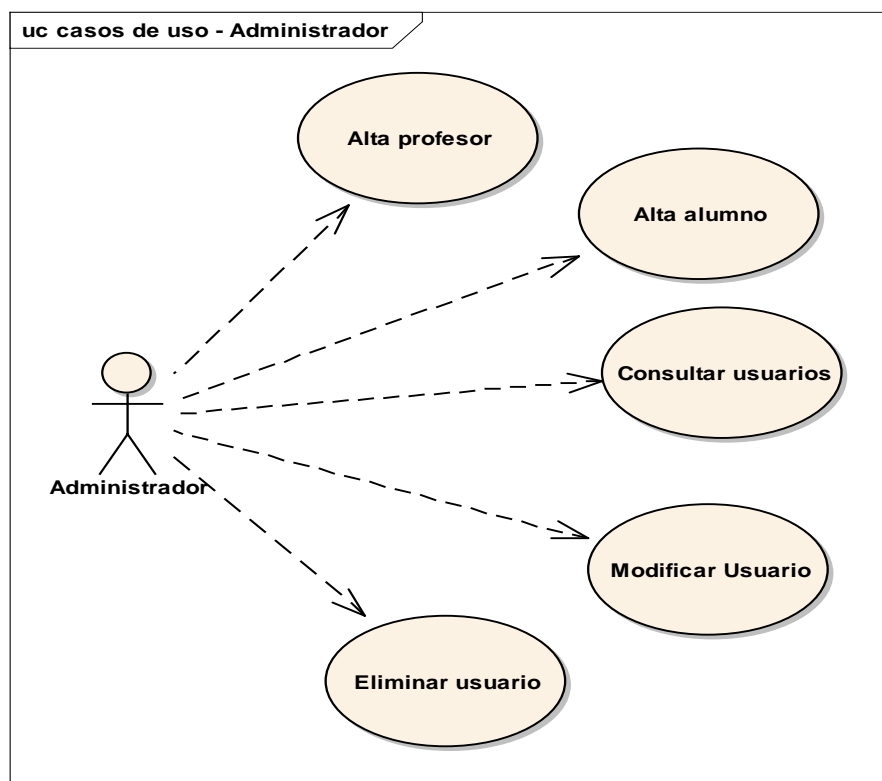 uc casos de uso - Administrador
Alta profesor
Alta alumno
Consultar usuarios
Administrador
Modificar Usuario
Eliminar usuario